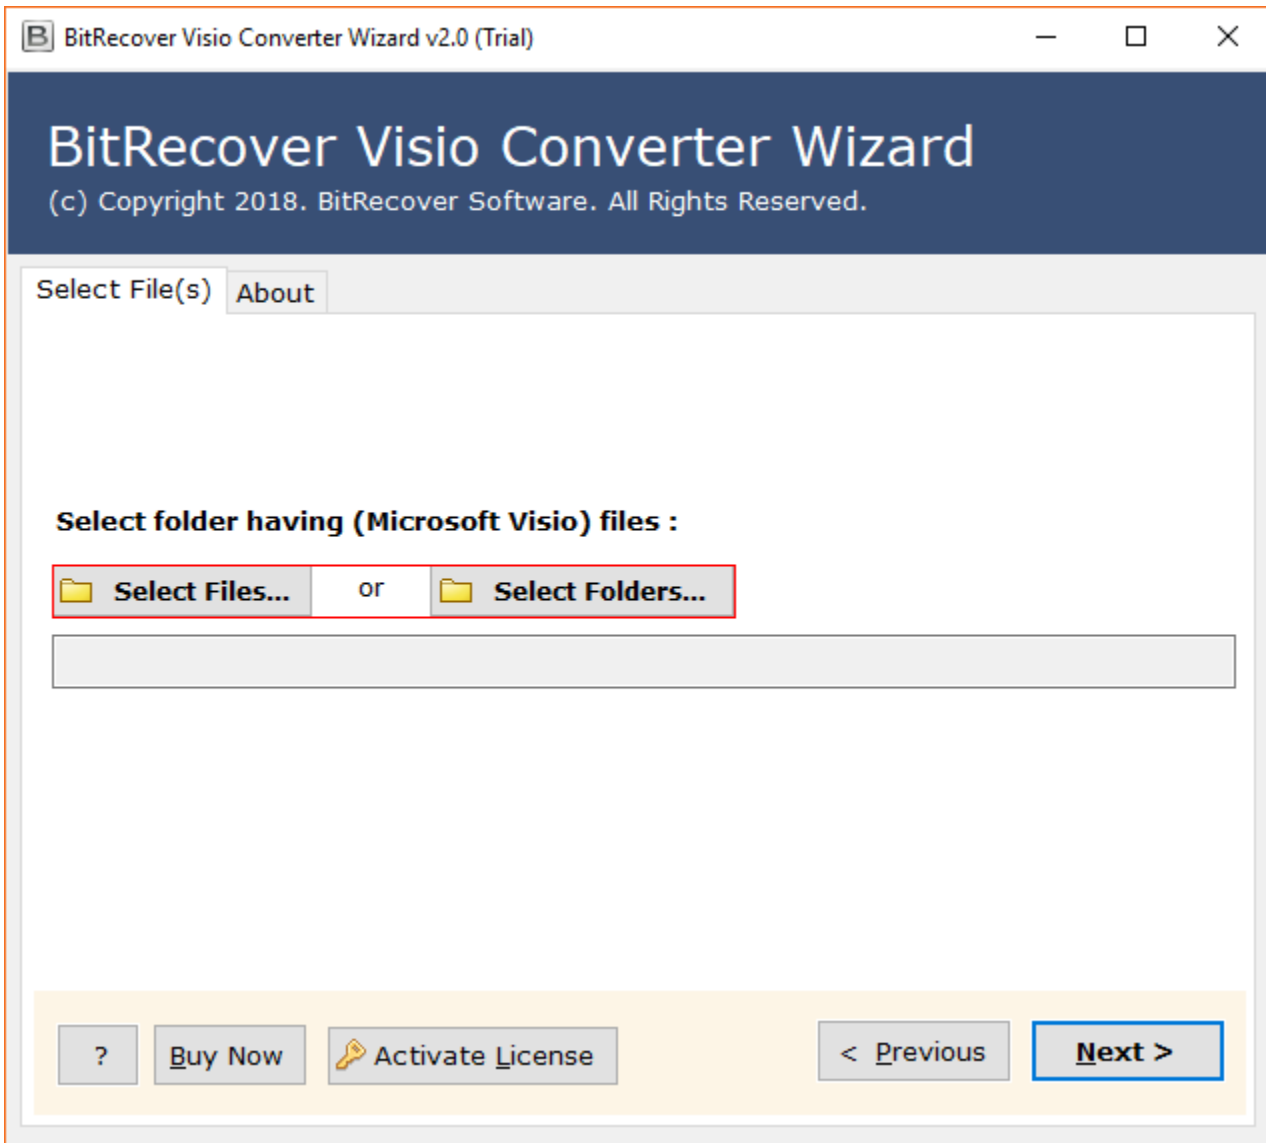 BitRecover Visio Converter Wizard v2.0 (Trial)
BitRecover Visio Converter Wizard
(c) Copyright 2018. BitRecover Software. All Rights Reserved.
Select File(s) About
Select folder having (Microsoft Visio) files :
Select Files... or Select Folders...
? Buy Now Activate License < Previous Next >